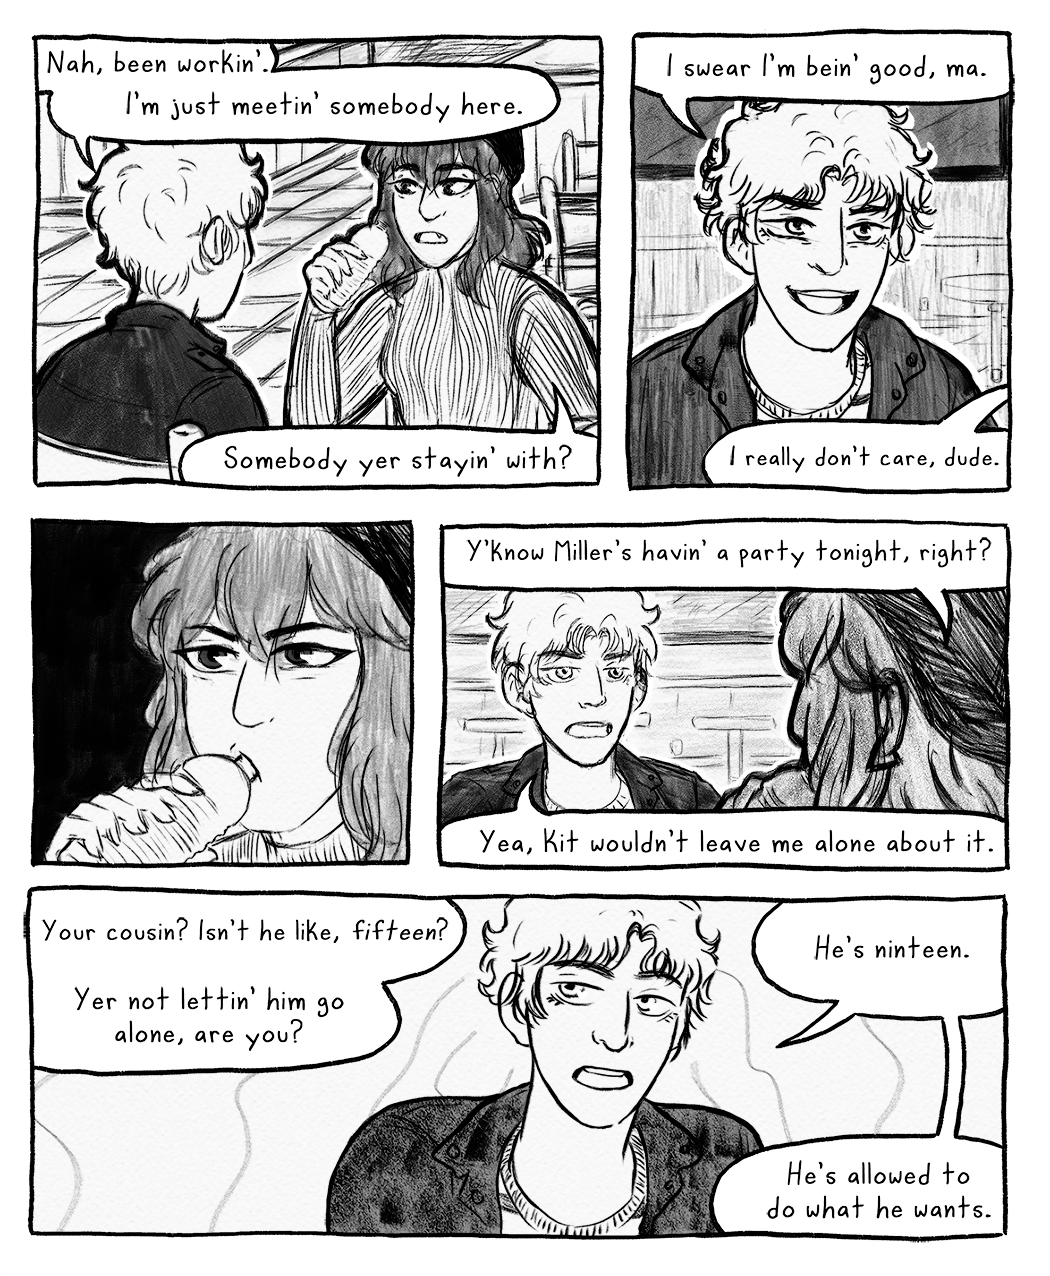 Nah, been workin'.
I'm just meetin' somebody here.
Somebody yer stayin' with?
I swear I'm bein' good, ma.
I really don't care, dude.
Y'Know Miller's havin' a party tonight, right?
Yea, Kit wouldn't leave me alone about it.
Your cousin? Isn't he like, fifteen?
Yer not lettin' him go
alone, are you?
He's ninteen.
He's allowed to
do what he wants.